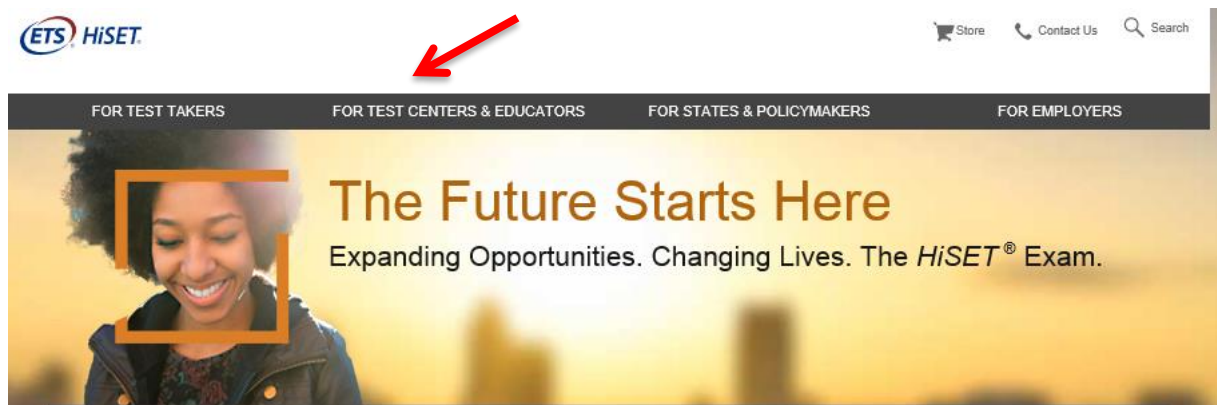 ETS HiSET®
Store Contact Us Search
FOR TEST TAKERS FOR TEST CENTERS & EDUCATORS FOR STATES & POLICYMAKERS FOR EMPLOYERS
The Future Starts Here
Expanding Opportunities. Changing Lives. The HiSET® Exam.